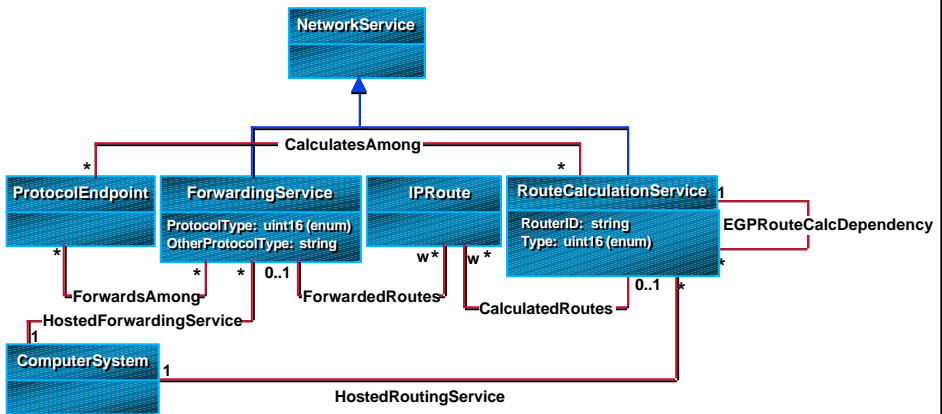 NetworkService
CalculatesAmong
*
*
ProtocolEndpoint
ForwardingService
IPRoute
RouteCalculationService
1
ProtocolType: uint16 (enum)
OtherProtocolType: string
RouterID: string
Type: uint16 (enum)
EGPRouteCalcDependency
*
*
*
*
0..1
w *
w *
0..1
*
ForwardsAmong
ForwardedRoutes
CalculatedRoutes
HostedForwardingService
1
ComputerSystem
1
HostedRoutingService